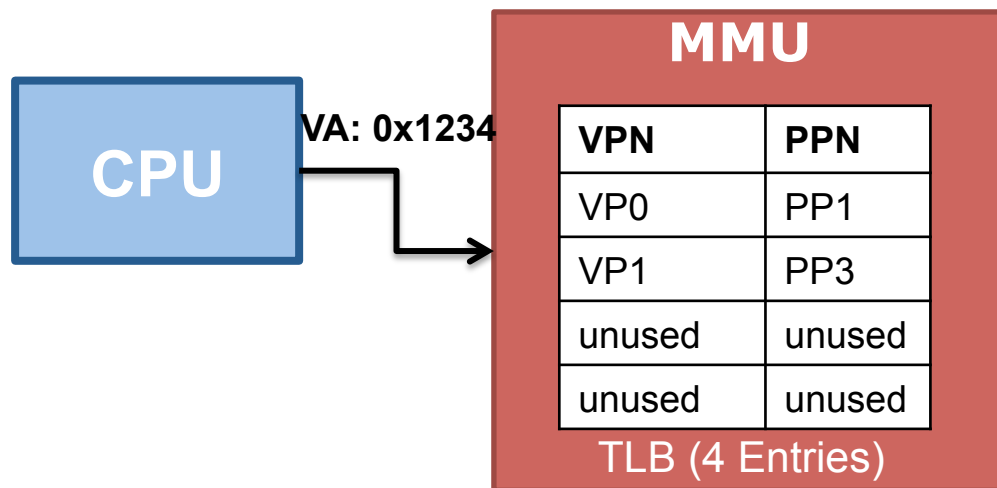 MMU
VA: 0x1234
CPU
VPN PPN
VP0 PP1
VP1 PP3
unused unused
unused unused
TLB (4 Entries)